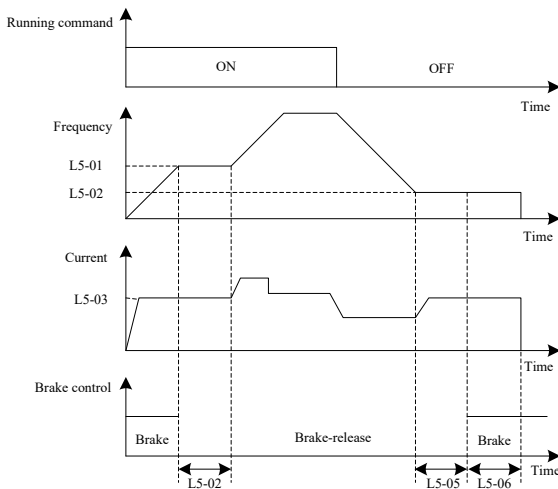 Running command
ON
OFF
Time
Frequency
L5-01
L5-02
Time
Current
L5-03
Time
Brake control
Brake
Brake-release
Brake
Time
L5-02
L5-05
L5-06